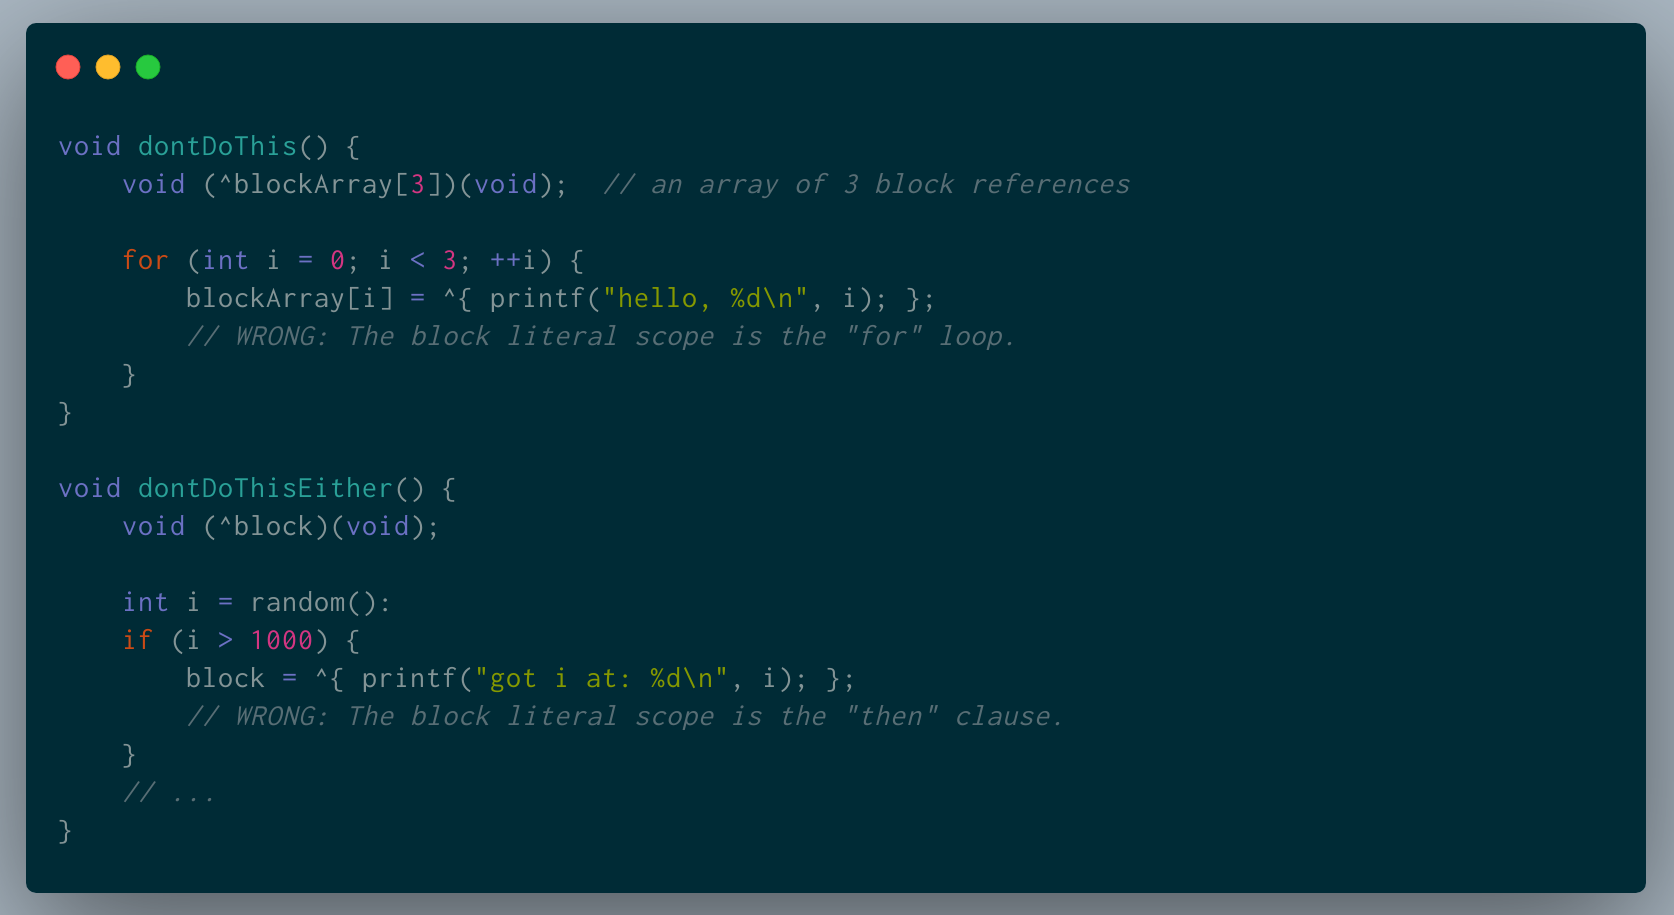 void dontDoThis() {
    void (^blockArray[3])(void);  // an array of 3 block references

    for (int i = 0; i < 3; ++i) {
        blockArray[i] = ^{ printf("hello, %d\n", i); };
        // WRONG: The block literal scope is the "for" loop.
    }
}

void dontDoThisEither() {
    void (^block)(void);

    int i = random():
    if (i > 1000) {
        block = ^{ printf("got i at: %d\n", i); };
        // WRONG: The block literal scope is the "then" clause.
    }
    // ...
}